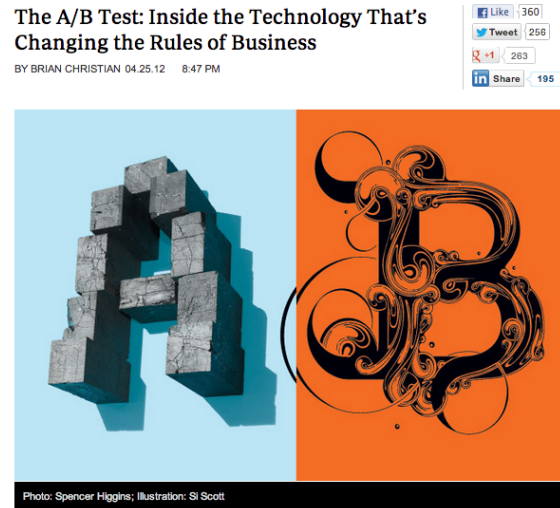 The A/B Test: Inside the Technology That's
Changing the Rules of Business
BY BRIAN CHRISTIAN 04.25.12 8:47 PM
Like 360
Tweet 256
+1 263
in Share 195
A B
Photo: Spencer Higgins; Illustration: Si Scott